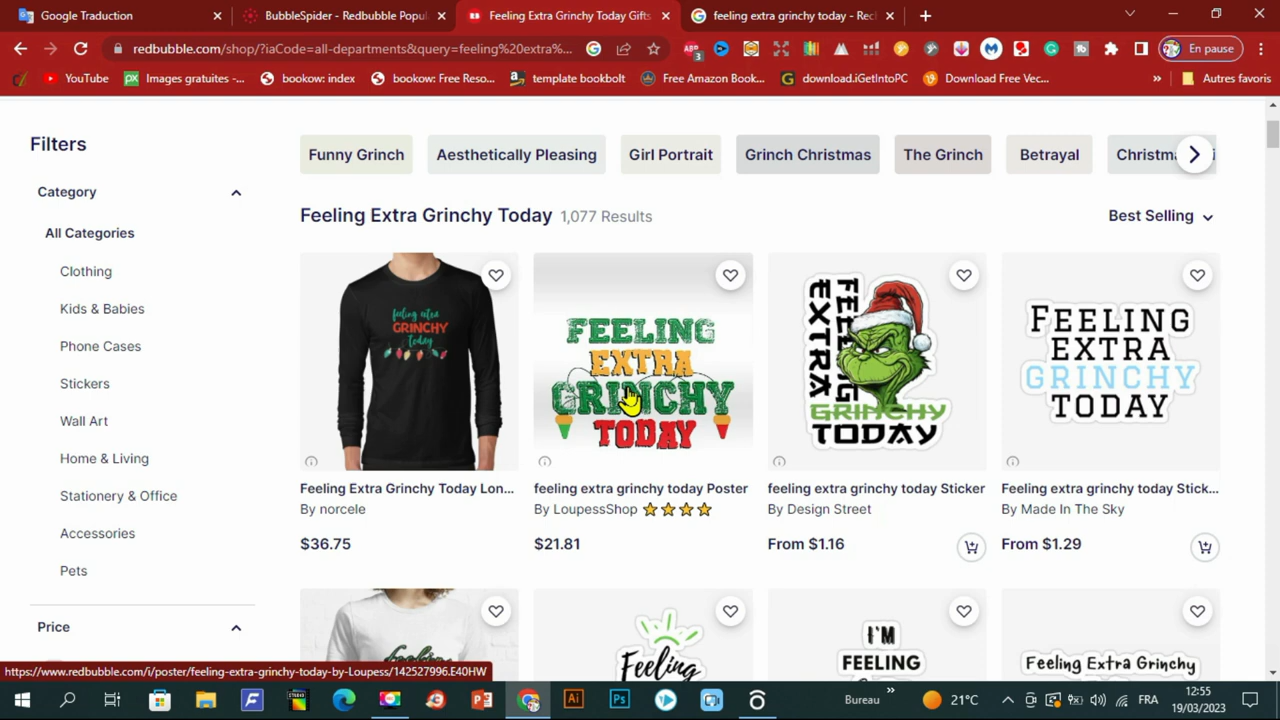 Google Traduction
BubbleSpider - Redbubble Popul
Feeling Extra Grinchy Today Gifts
feeling extra grinchy today - Rec
redbubble.com/shop/?iaCode=all-departments&query=feeling%20extra%...
En pause
YouTube
Images gratuites -...
bookow: index
bookow: Free Reso...
template bookbolt
Free Amazon Book...
download.iGetIntoPC
Download Free Vec...
Autres favoris
Filters
Category
All Categories
Clothing
Kids & Babies
Phone Cases
Stickers
Wall Art
Home & Living
Stationery & Office
Accessories
Pets
Price
Funny Grinch
Aesthetically Pleasing
Girl Portrait
Grinch Christmas
The Grinch
Betrayal
Feeling Extra Grinchy Today 1,077 Results
Best Selling
feeling extra
GRINCHY
today
FEELING
EXTRA
GRINCHY
TODAY
FEELING
EXTRA
GRINCHY
TODAY
FEELING
EXTRA
GRINCHY
TODAY
Feeling Extra Grinchy Today Lon...
By norcele
$36.75
feeling extra grinchy today Poster
By LoupessShop
$21.81
feeling extra grinchy today Sticker
By Design Street
From $1.16
feeling extra grinchy today Stick...
By Made In The Sky
From $1.29
Feeling
I'M
FEELING
Feeling Extra Grinchy
https://www.redbubble.com/i/poster/feeling-extra-grinchy-today-by-Loupess/142527996.E40HW
Bureau
21°C
FRA
12:55
19/03/2023